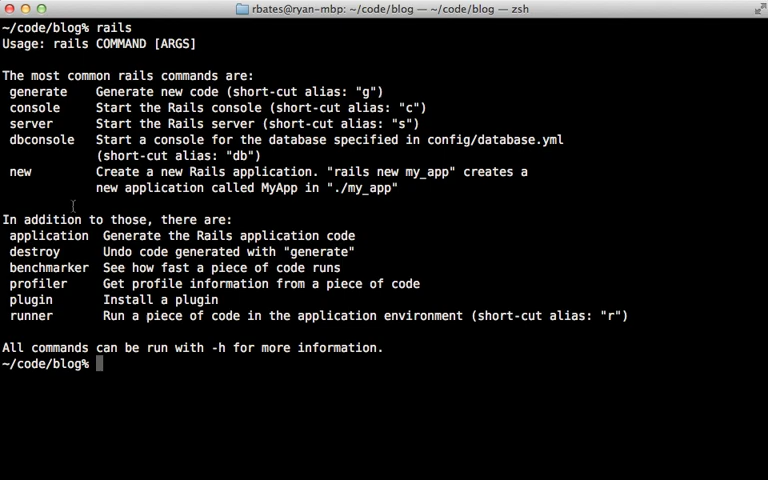 rbates@ryan-mbp: ~/code/blog — ~/code/blog — zsh
~/code/blog% rails
Usage: rails COMMAND [ARGS]
The most common rails commands are:
generate    Generate new code (short-cut alias: "g")
console     Start the Rails console (short-cut alias: "c")
server      Start the Rails server (short-cut alias: "s")
dbconsole   Start a console for the database specified in config/database.yml
(short-cut alias: "db")
new         Create a new Rails application. "rails new my_app" creates a
new application called MyApp in "./my_app"
In addition to those, there are:
application  Generate the Rails application code
destroy      Undo code generated with "generate"
benchmarker  See how fast a piece of code runs
profiler     Get profile information from a piece of code
plugin       Install a plugin
runner       Run a piece of code in the application environment (short-cut alias: "r")
All commands can be run with -h for more information.
~/code/blog%